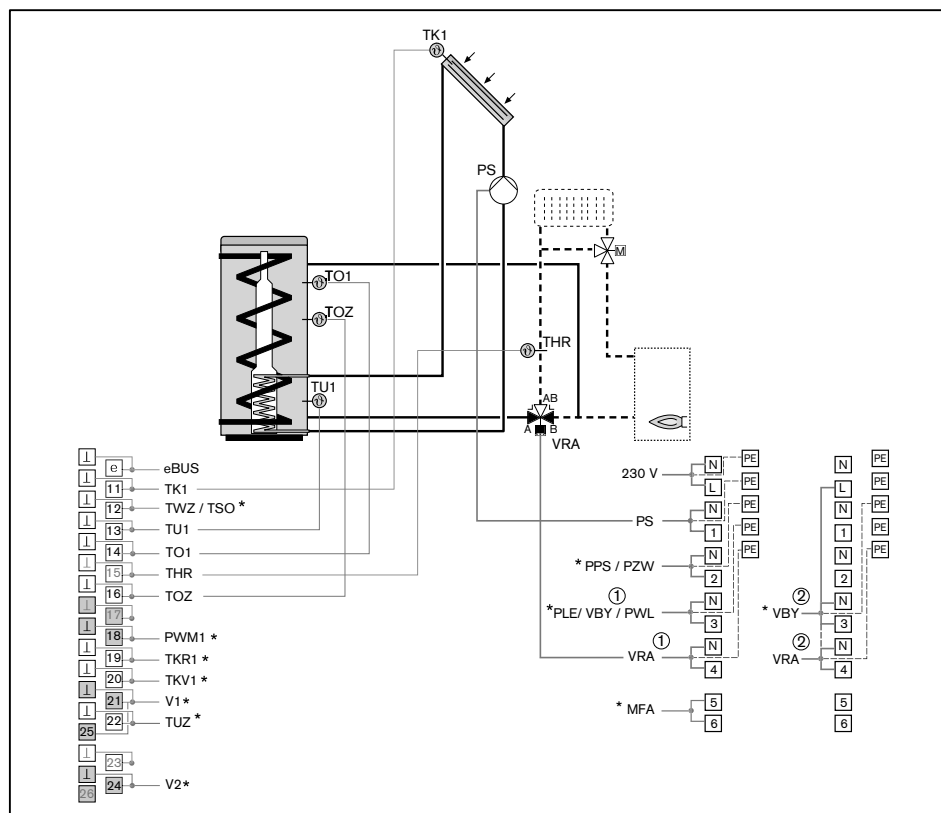 TK1
PS
M
TO1
TOZ
THR
TU1
AB
A B
VRA
⊥ e eBUS
⊥ 11 TK1
⊥ 12 TWZ / TSO *
⊥ 13 TU1
⊥ 14 TO1
⊥ 15 THR
⊥ 16 TOZ
⊥ 17
⊥ 18 PWM1 *
⊥ 19 TKR1 *
⊥ 20 TKV1 *
⊥ 21 V1 *
⊥ 22 TUZ *
25
⊥ 23
⊥ 24 V2 *
26
230 V N PE
L PE
PS N PE
1 PE
* PPS / PZW N PE
2
①
*PLE/ VBY / PWL N
3
VRA ① N
4
* MFA 5
6
N PE
L PE
N PE
1 PE
N PE
2
②
* VBY N
3
②
VRA N
4
5
6